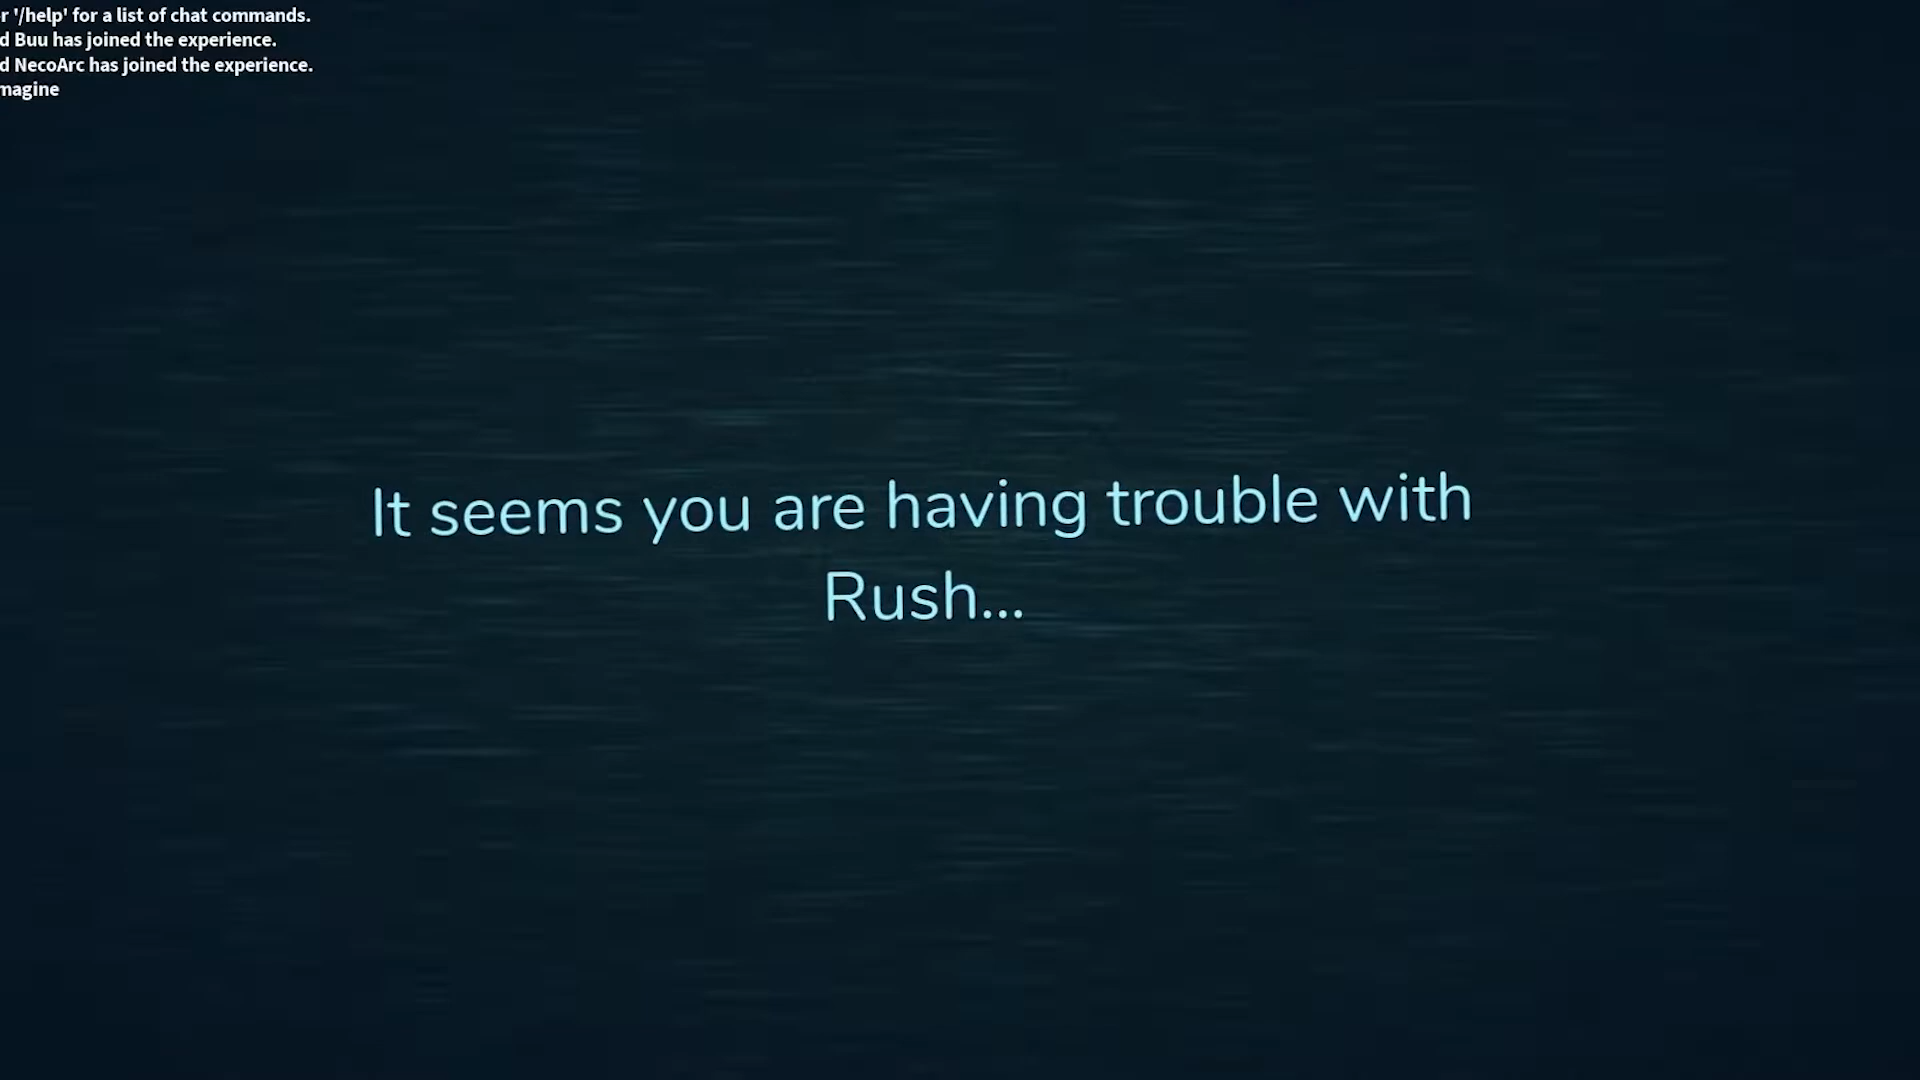 '/help' for a list of chat commands.
Buu has joined the experience.
NecoArc has joined the experience.
magine
It seems you are having trouble with
Rush...